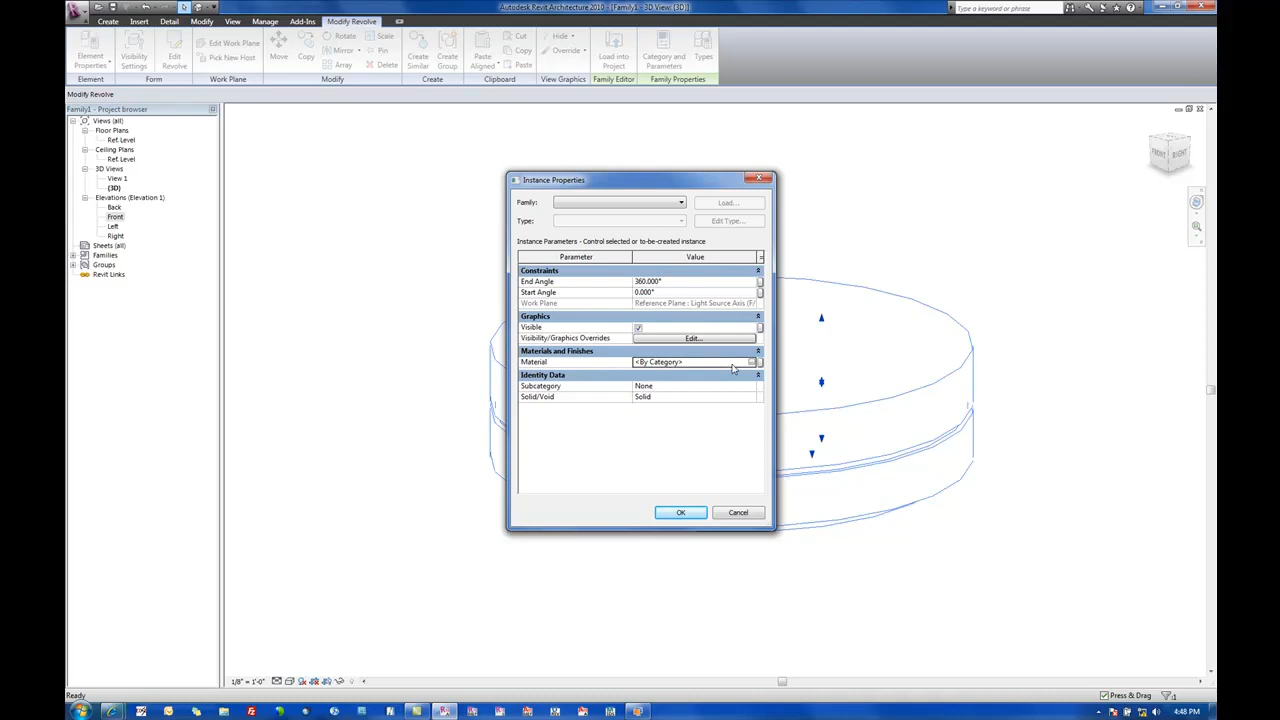 Autodesk Revit Architecture 2010 - [Family1 - 3D View: {3D}]
Type a keyword or phrase
Create Insert Detail View Manage Add-Ins Modify Revolve
Modify
Element Properties
Visibility Settings
Edit Revolve
Edit Work Plane
Pick New Host
Move
Copy
Rotate
Mirror
Array
Scale
Pin
Delete
Create Similar
Create Group
Paste Aligned
Cut
Copy
Paste
Hide
Override
Load into Project
Category and Parameters
Types
Element Form Work Plane Modify Create Clipboard View Graphics Family Editor Family Properties
Modify Revolve
Family1 - Project browser
Views (all)
Floor Plans
Ref. Level
Ceiling Plans
Ref. Level
3D Views
View 1
{3D}
Elevations (Elevation 1)
Back
Front
Left
Right
Sheets (all)
Families
Groups
Revit Links
FRONT RIGHT
Instance Properties
Family:
Load...
Type:
Edit Type...
Instance Parameters - Control selected or to-be-created instance
Parameter Value =
Constraints
End Angle 360.000°
Start Angle 0.000°
Work Plane Reference Plane : Light Source Axis (F/
Graphics
Visible
Visibility/Graphics Overrides Edit...
Materials and Finishes
Material <By Category>
Identity Data
Subcategory None
Solid/Void Solid
OK Cancel
1/8" = 1'-0"
Ready
Press & Drag
:1
4:48 PM